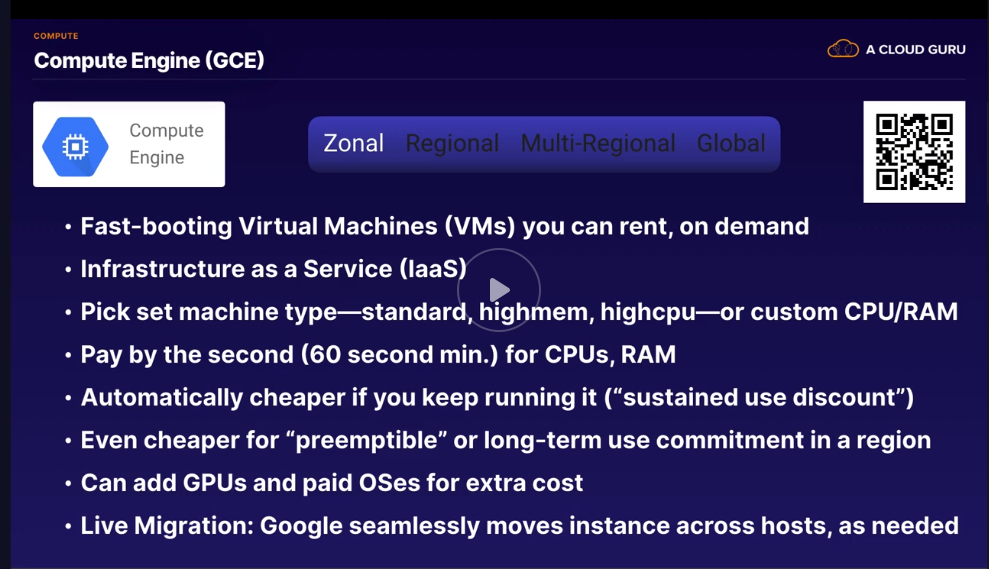 COMPUTE
Compute Engine (GCE)
A CLOUD GURU
Compute
Engine
Zonal Regional Multi-Regional Global
• Fast-booting Virtual Machines (VMs) you can rent, on demand
• Infrastructure as a Service (IaaS)
• Pick set machine type—standard, highmem, highcpu—or custom CPU/RAM
• Pay by the second (60 second min.) for CPUs, RAM
• Automatically cheaper if you keep running it (“sustained use discount”)
• Even cheaper for “preemptible” or long-term use commitment in a region
• Can add GPUs and paid OSes for extra cost
• Live Migration: Google seamlessly moves instance across hosts, as needed